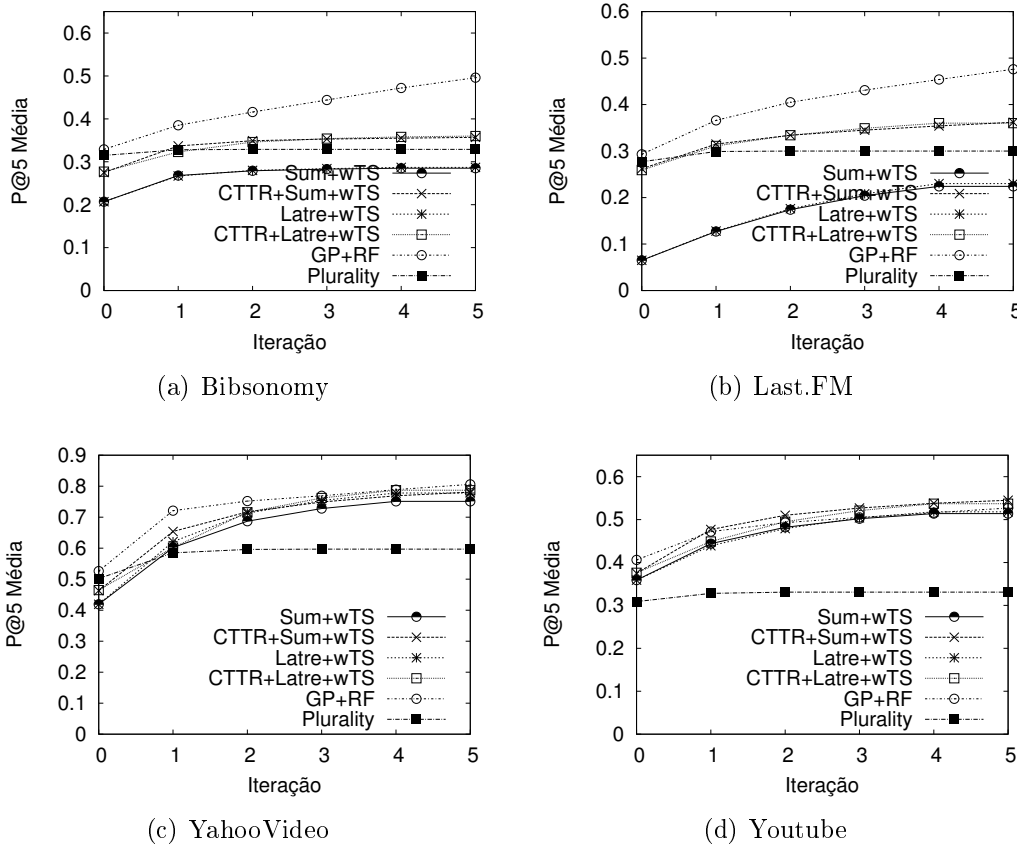 0.6
0.5
0.4
0.3
0.2
0.1
0
P@5 Média
Sum+wTS
CTTR+Sum+wTS
Latre+wTS
CTTR+Latre+wTS
GP+RF
Plurality
0 1 2 3 4 5
Iteração
(a) Bibsonomy
0.6
0.5
0.4
0.3
0.2
0.1
0
P@5 Média
Sum+wTS
CTTR+Sum+wTS
Latre+wTS
CTTR+Latre+wTS
GP+RF
Plurality
0 1 2 3 4 5
Iteração
(b) Last.FM
0.9
0.8
0.7
0.6
0.5
0.4
0.3
0.2
0.1
0
P@5 Média
Sum+wTS
CTTR+Sum+wTS
Latre+wTS
CTTR+Latre+wTS
GP+RF
Plurality
0 1 2 3 4 5
Iteração
(c) YahooVideo
0.6
0.5
0.4
0.3
0.2
0.1
0
P@5 Média
Sum+wTS
CTTR+Sum+wTS
Latre+wTS
CTTR+Latre+wTS
GP+RF
Plurality
0 1 2 3 4 5
Iteração
(d) Youtube